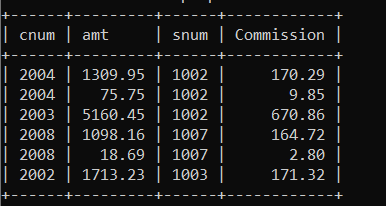 +------+---------+------+------------+
| cnum | amt     | snum | Commission |
+------+---------+------+------------+
| 2004 | 1309.95 | 1002 |     170.29 |
| 2004 |   75.75 | 1002 |       9.85 |
| 2003 | 5160.45 | 1002 |     670.86 |
| 2008 | 1098.16 | 1007 |     164.72 |
| 2008 |   18.69 | 1007 |       2.80 |
| 2002 | 1713.23 | 1003 |     171.32 |
+------+---------+------+------------+